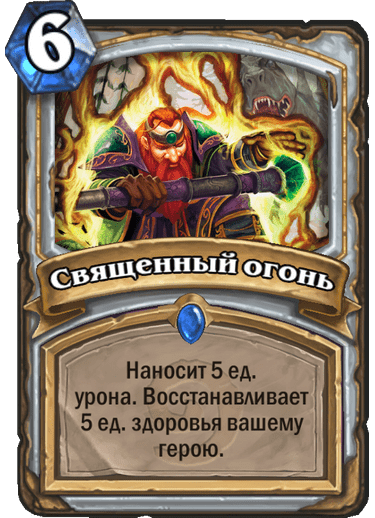 6
Священный огонь
Наносит 5 ед.
урона. Восстанавливает
5 ед. здоровья вашему
герою.